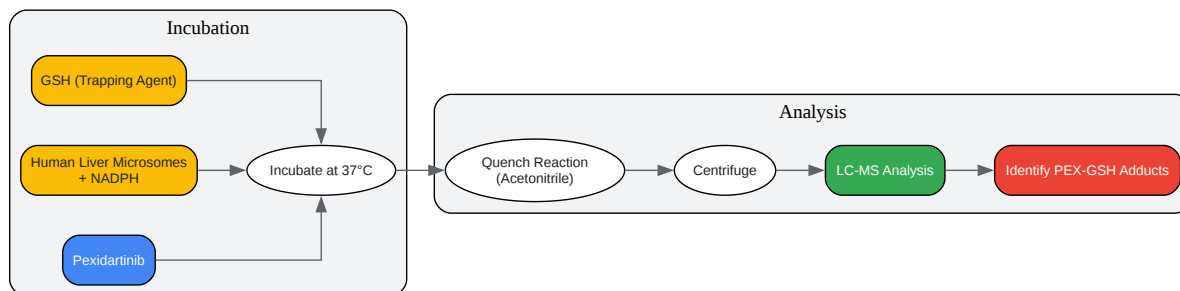 Incubation
GSH (Trapping Agent)
Human Liver Microsomes
+ NADPH
Incubate at 37°C
Pexidartinib
Analysis
Quench Reaction
(Acetonitrile)
Centrifuge
LC-MS Analysis
Identify PEX-GSH Adducts